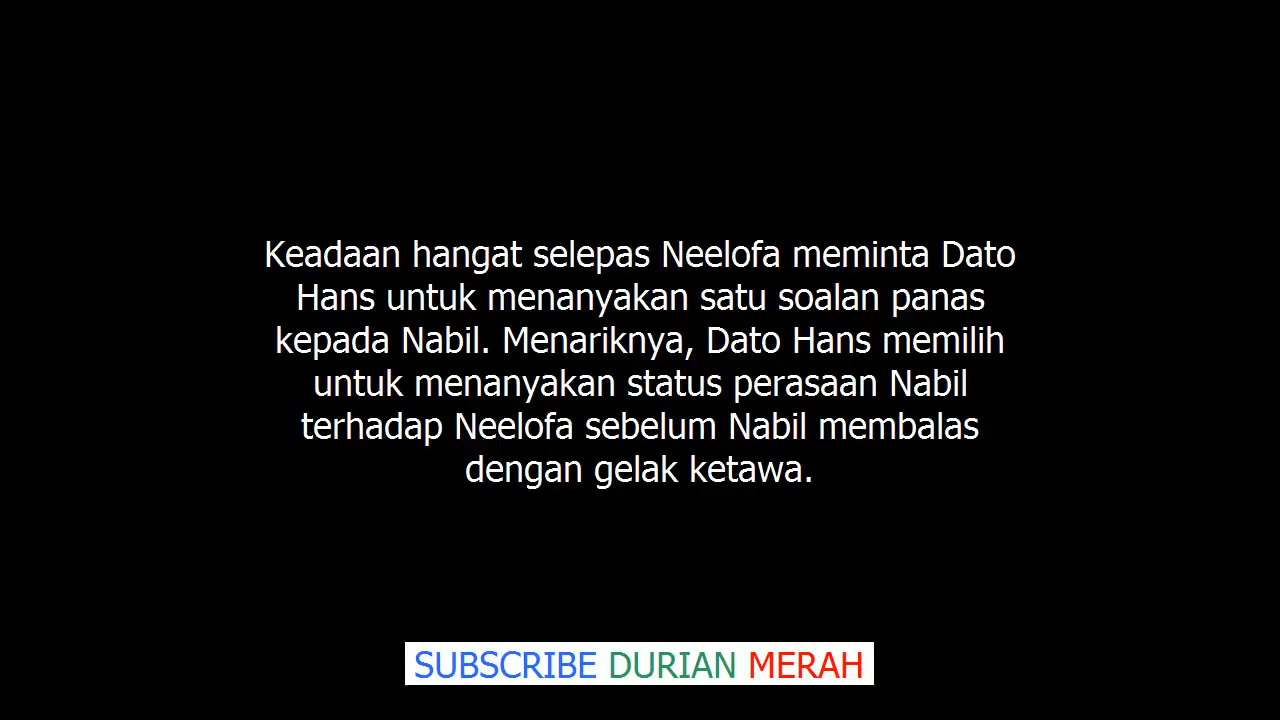 Keadaan hangat selepas Neelofa meminta Dato
Hans untuk menanyakan satu soalan panas
kepada Nabil. Menariknya, Dato Hans memilih
untuk menanyakan status perasaan Nabil
terhadap Neelofa sebelum Nabil membalas
dengan gelak ketawa.
SUBSCRIBE DURIAN MERAH